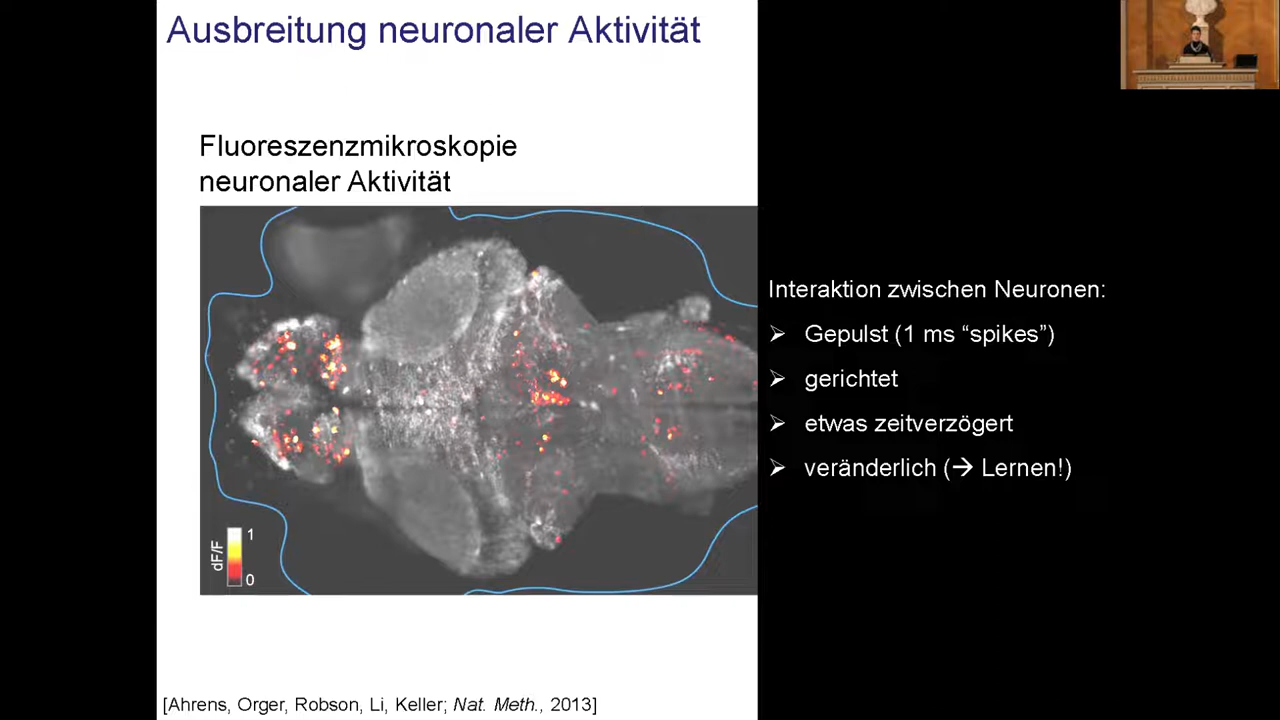 Ausbreitung neuronaler Aktivität
Fluoreszenzmikroskopie
neuronaler Aktivität
dF/F
1
0
Interaktion zwischen Neuronen:
➢ Gepulst (1 ms “spikes”)
➢ gerichtet
➢ etwas zeitverzögert
➢ veränderlich (→ Lernen!)
[Ahrens, Orger, Robson, Li, Keller; Nat. Meth., 2013]